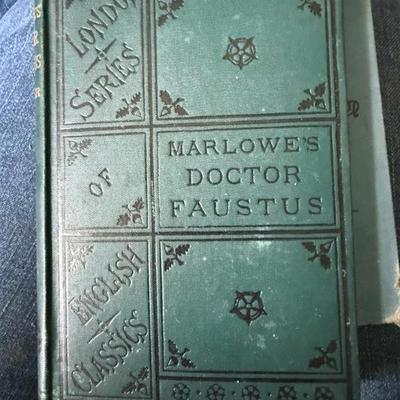 LONDON
SERIES
OF
ENGLISH
CLASSICS
MARLOWE'S
DOCTOR
FAUSTUS